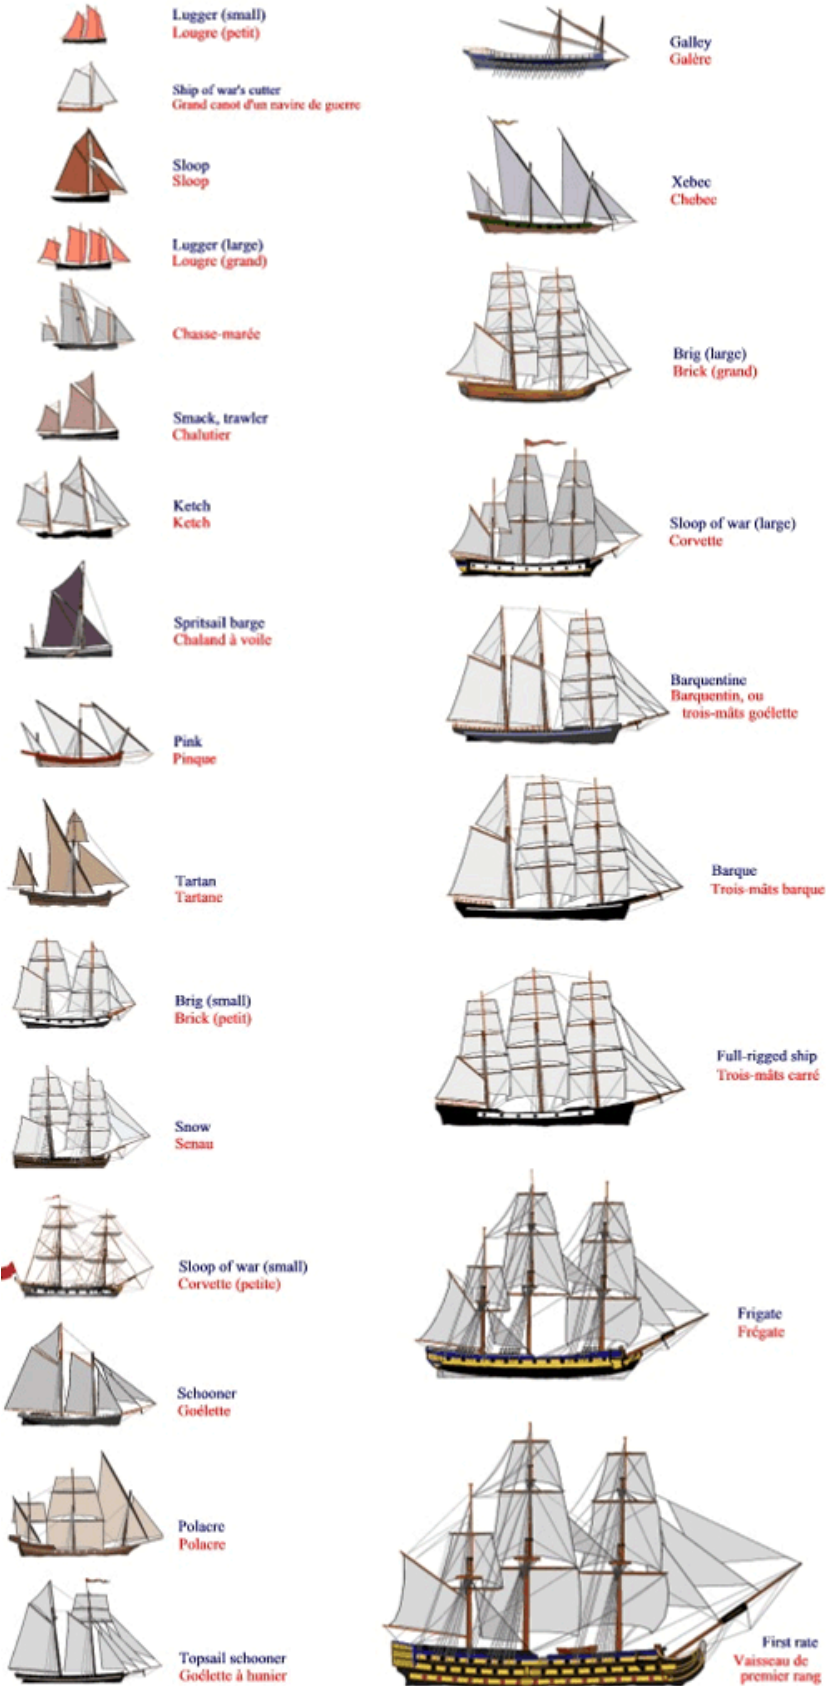 Lugger (small)
Lougre (petit)
Ship of war's cutter
Grand canot d'un navire de guerre
Sloop
Sloop
Lugger (large)
Lougre (grand)
Chasse-marée
Smack, trawler
Chalutier
Ketch
Ketch
Spritsail barge
Chaland à voile
Pink
Pinque
Tartan
Tartane
Brig (small)
Brick (petit)
Snow
Senau
Sloop of war (small)
Corvette (petite)
Schooner
Goélette
Polacre
Polacre
Topsail schooner
Goélette à hunier
Galley
Galère
Xebec
Chebec
Brig (large)
Brick (grand)
Sloop of war (large)
Corvette
Barquentine
Barquentin, ou
trois-mâts goélette
Barque
Trois-mâts barque
Full-rigged ship
Trois-mâts carré
Frigate
Frégate
First rate
Vaisseau de
premier rang